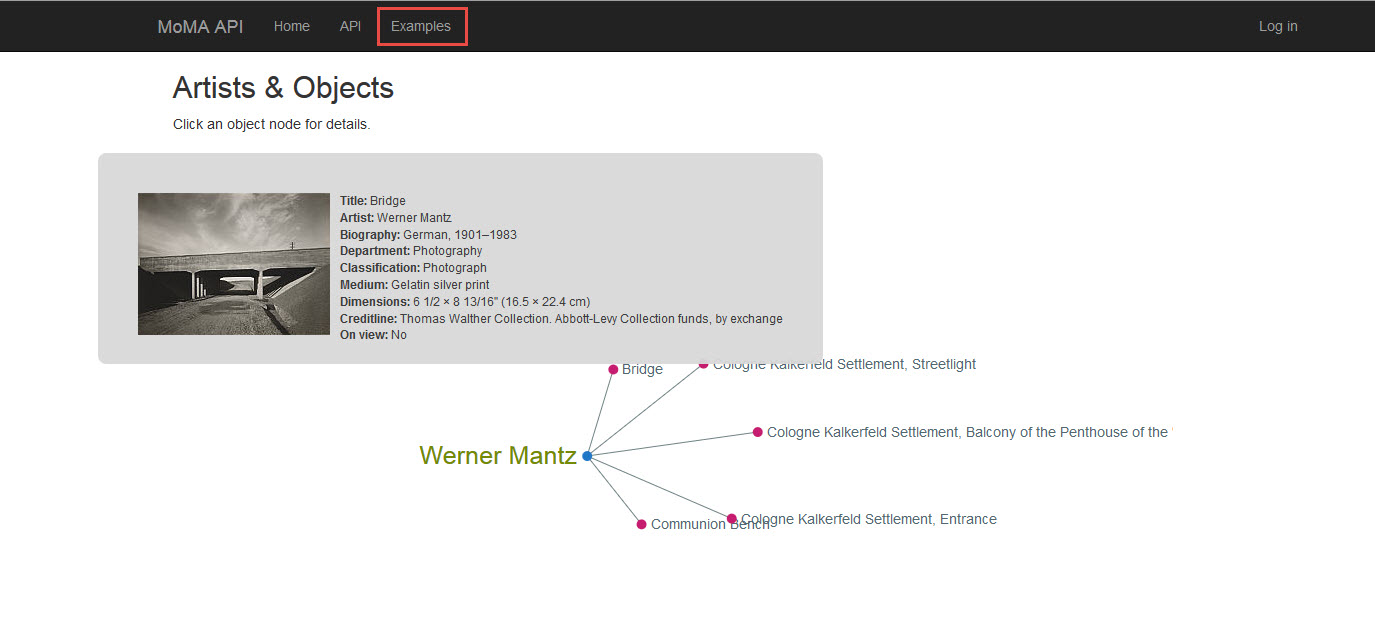 MoMA API Home API Examples Log in
Artists & Objects
Click an object node for details.
Title: Bridge
Artist: Werner Mantz
Biography: German, 1901–1983
Department: Photography
Classification: Photograph
Medium: Gelatin silver print
Dimensions: 6 1/2 × 8 13/16" (16.5 × 22.4 cm)
Creditline: Thomas Walther Collection. Abbott-Levy Collection funds, by exchange
On view: No
Bridge
Cologne Kalkerfeld Settlement, Streetlight
Cologne Kalkerfeld Settlement, Balcony of the Penthouse of the
Werner Mantz
Cologne Kalkerfeld Settlement, Entrance
Communion Bench